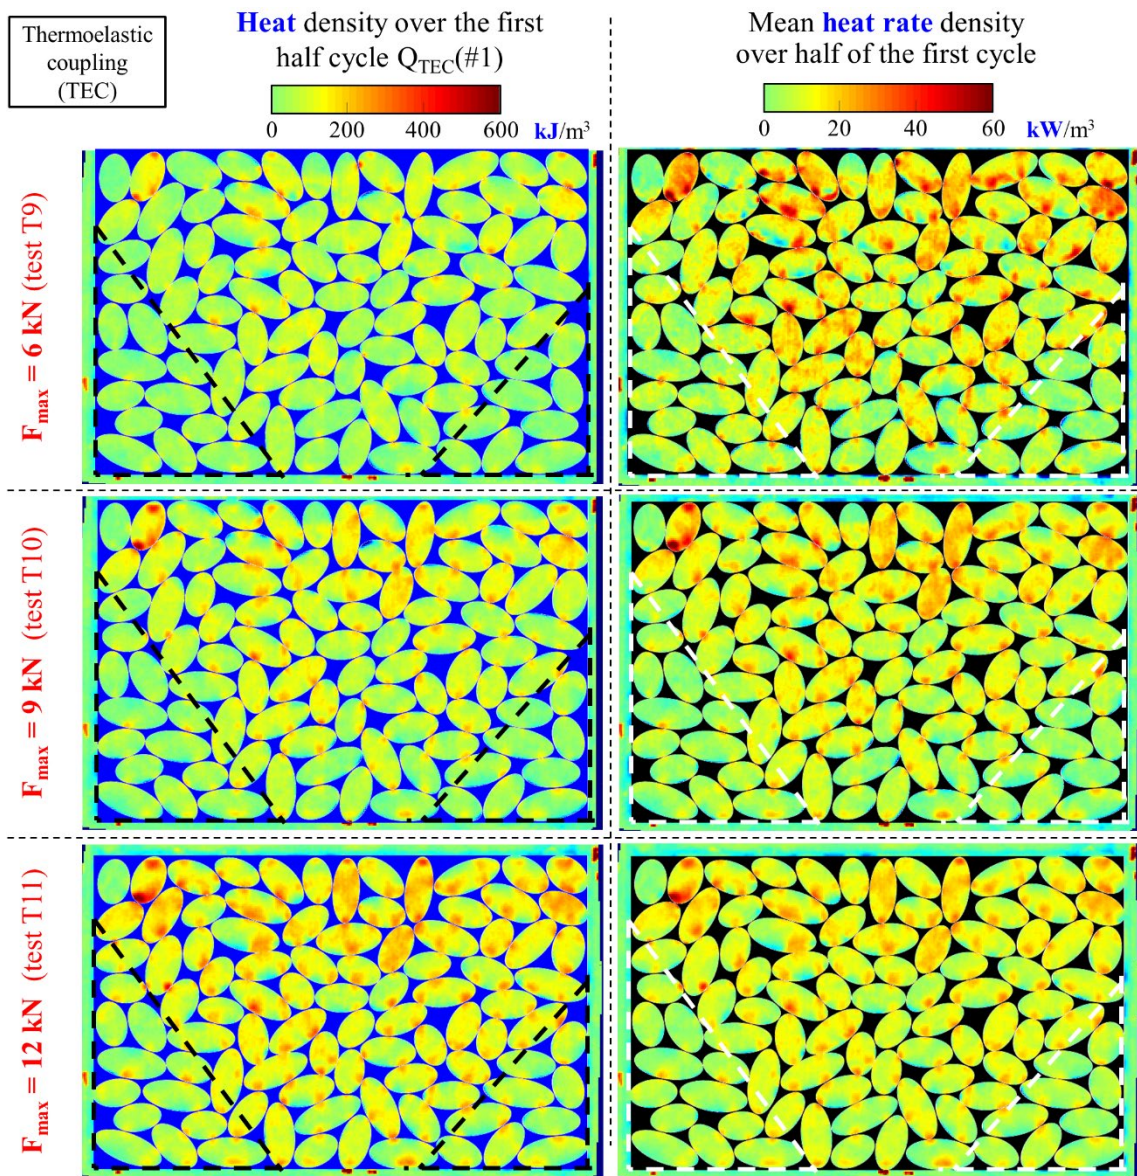 Thermoelastic
coupling
(TEC)
Heat density over the first
half cycle Q_TEC(#1)
0 200 400 600 kJ/m³
Mean heat rate density
over half of the first cycle
0 20 40 60 kW/m³
F_max = 6 kN (test T9)
F_max = 9 kN (test T10)
F_max = 12 kN (test T11)